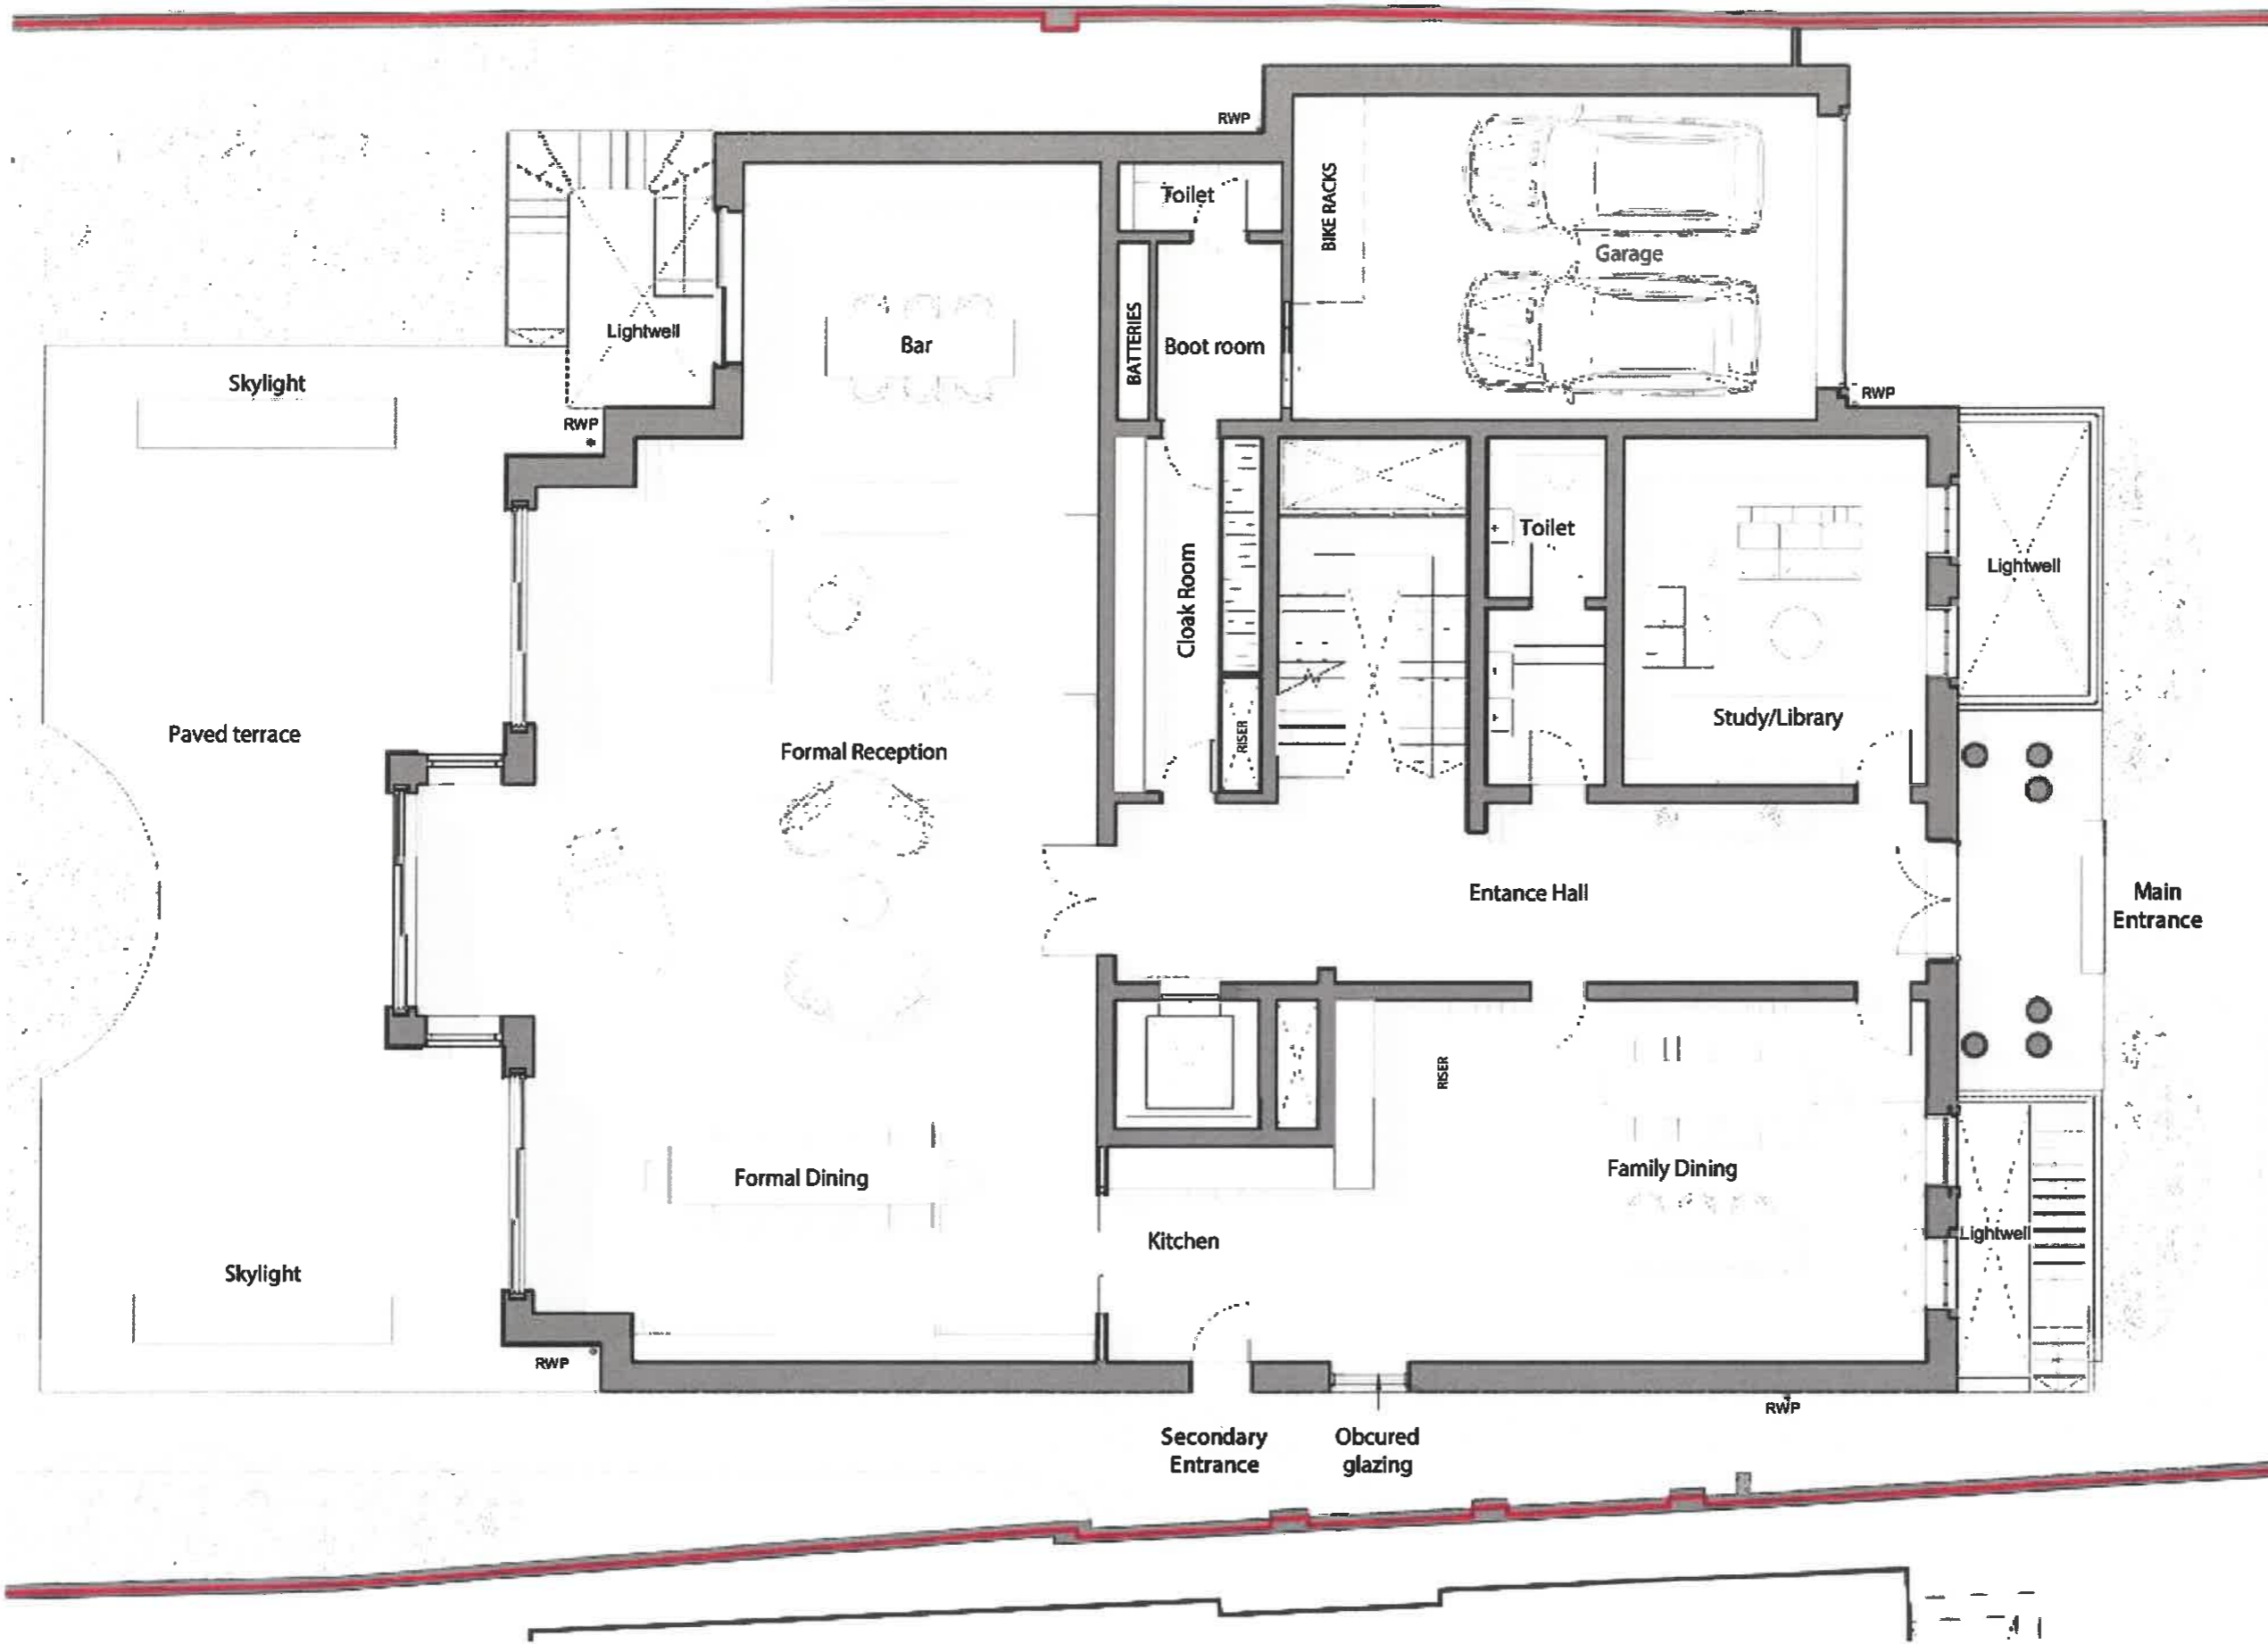 RWP
Toilet
BIKE RACKS
Garage
Lightwell
Bar
BATTERIES
Boot room
Skylight
RWP
RWP
Toilet
Cloak Room
Lightwell
Study/Library
Paved terrace
RISER
Formal Reception
Entance Hall
Main
Entrance
RISER
Formal Dining
Family Dining
Kitchen
Lightwell
Skylight
RWP
RWP
Secondary
Entrance
Obcured
glazing